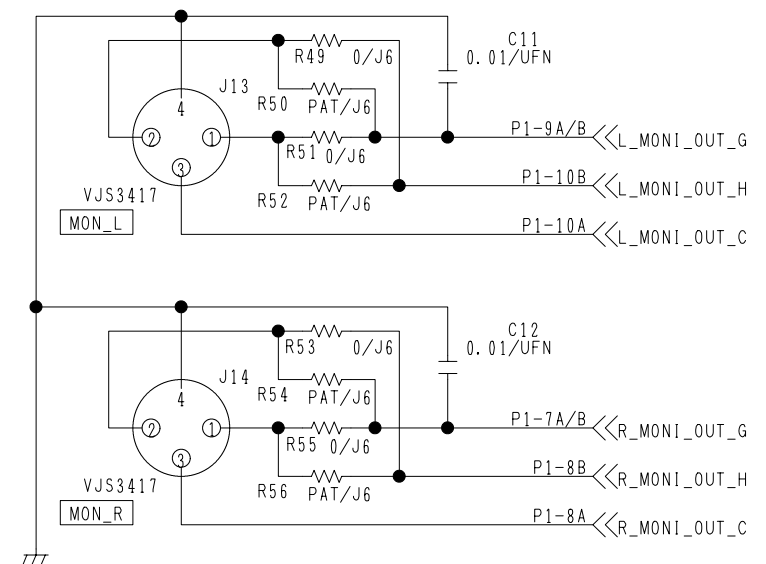 C11
0.01/UFN
R49 0/J6
J13
4
R50 PAT/J6
2 1
P1-9A/B L_MONI_OUT_G
R51 0/J6
3
P1-10B L_MONI_OUT_H
VJS3417
R52 PAT/J6
MON_L
P1-10A L_MONI_OUT_C
C12
0.01/UFN
R53 0/J6
J14
4
R54 PAT/J6
2 1
P1-7A/B R_MONI_OUT_G
R55 0/J6
3
P1-8B R_MONI_OUT_H
VJS3417
R56 PAT/J6
MON_R
P1-8A R_MONI_OUT_C